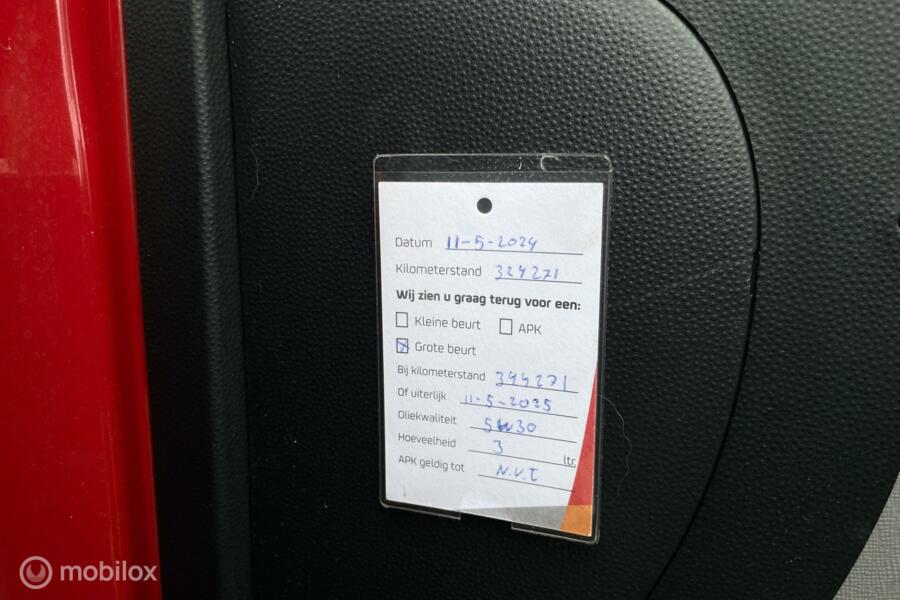 Datum 11-5-2024
Kilometerstand 324271
Wij zien u graag terug voor een:
Kleine beurt APK
Grote beurt
Bij kilometerstand 344271
Of uiterlijk 11-5-2025
Oliekwaliteit 5W30
Hoeveelheid 3 ltr.
APK geldig tot N.V.T
mobilox